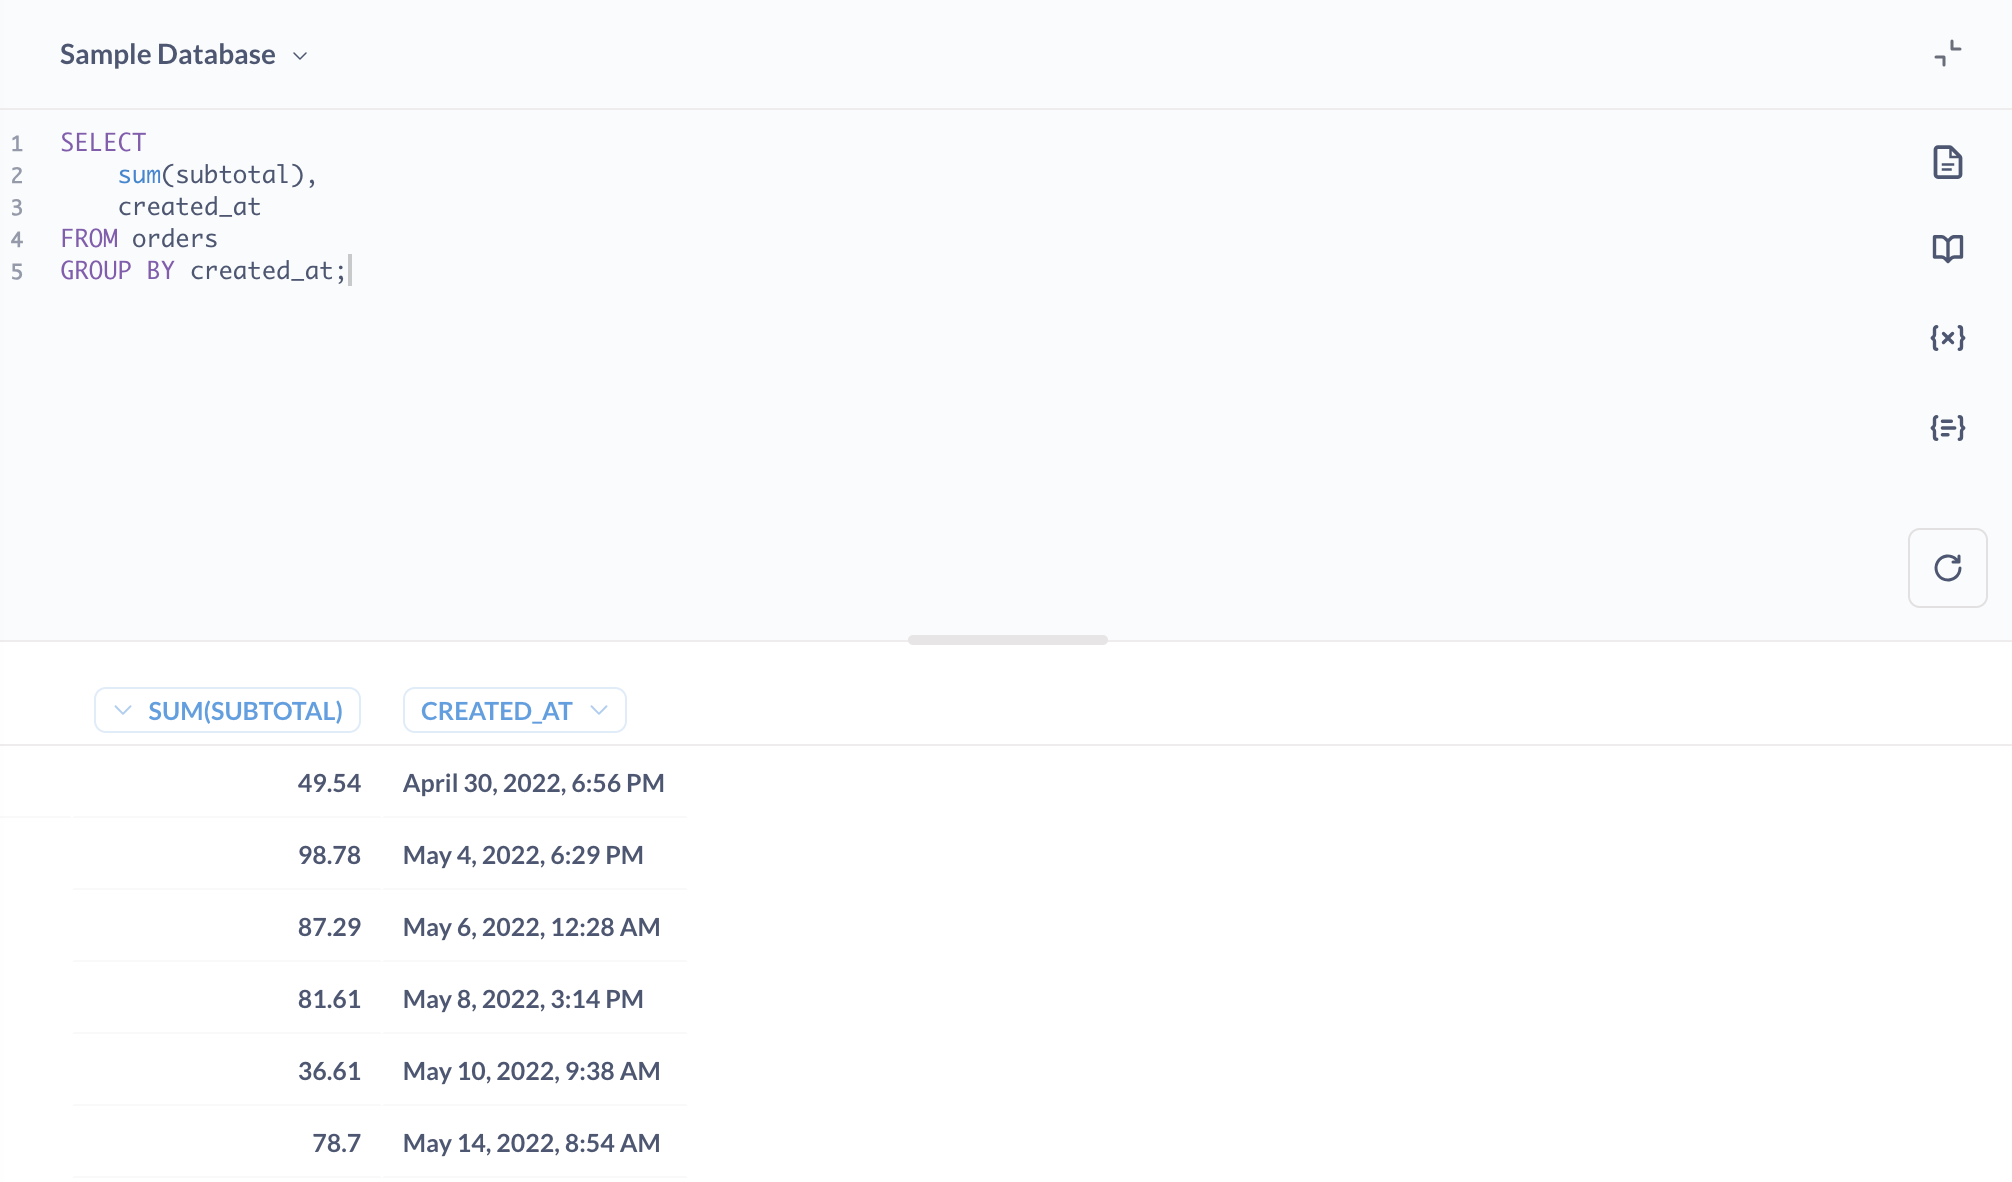 Sample Database
1 SELECT
2 sum(subtotal),
3 created_at
4 FROM orders
5 GROUP BY created_at;
SUM(SUBTOTAL) CREATED_AT
49.54 April 30, 2022, 6:56 PM
98.78 May 4, 2022, 6:29 PM
87.29 May 6, 2022, 12:28 AM
81.61 May 8, 2022, 3:14 PM
36.61 May 10, 2022, 9:38 AM
78.7 May 14, 2022, 8:54 AM